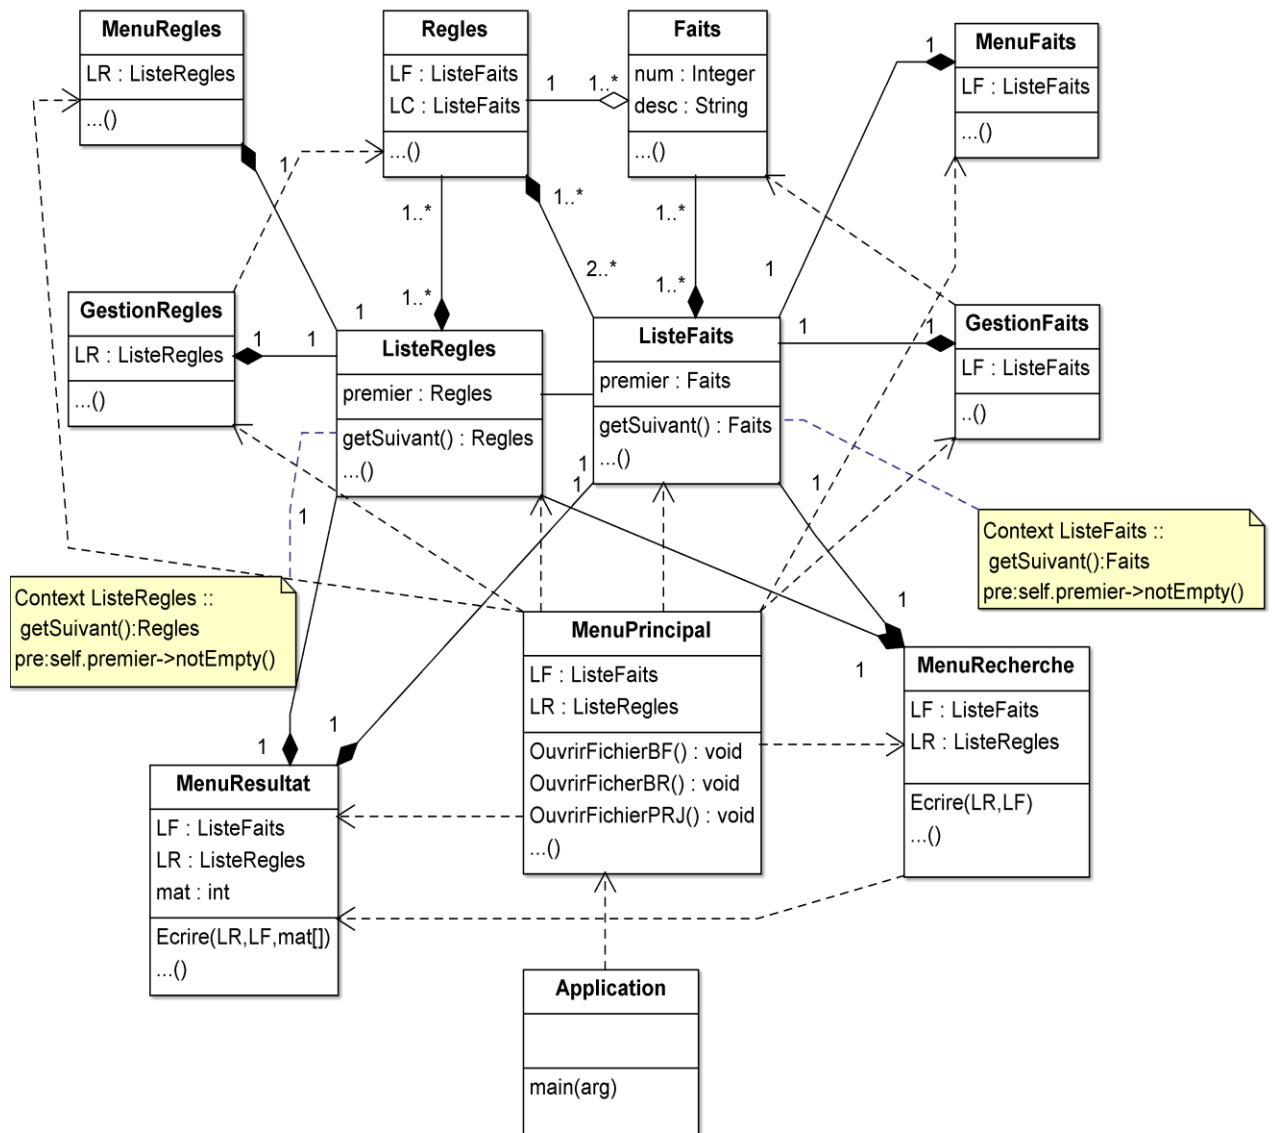 MenuRegles
LR : ListeRegles
...()
Regles
LF : ListeFaits
LC : ListeFaits
...()
Faits
num : Integer
desc : String
...()
MenuFaits
LF : ListeFaits
...()
1
1..*
1
1
1..*
1..*
1..*
2..*
1
1..*
1..*
1
GestionRegles
LR : ListeRegles
...()
1
1
ListeRegles
premier : Regles
getSuivant() : Regles
...()
ListeFaits
premier : Faits
getSuivant() : Faits
...()
1
1
GestionFaits
LF : ListeFaits
..()
1
1
1
1
Context ListeRegles ::
getSuivant():Regles
pre:self.premier->notEmpty()
Context ListeFaits ::
getSuivant():Faits
pre:self.premier->notEmpty()
1
1
1
1
MenuPrincipal
LF : ListeFaits
LR : ListeRegles
OuvrirFichierBF() : void
OuvrirFicherBR() : void
OuvrirFichierPRJ() : void
...()
MenuRecherche
LF : ListeFaits
LR : ListeRegles
Ecrire(LR,LF)
...()
MenuResultat
LF : ListeFaits
LR : ListeRegles
mat : int
Ecrire(LR,LF,mat[])
...()
Application
main(arg)